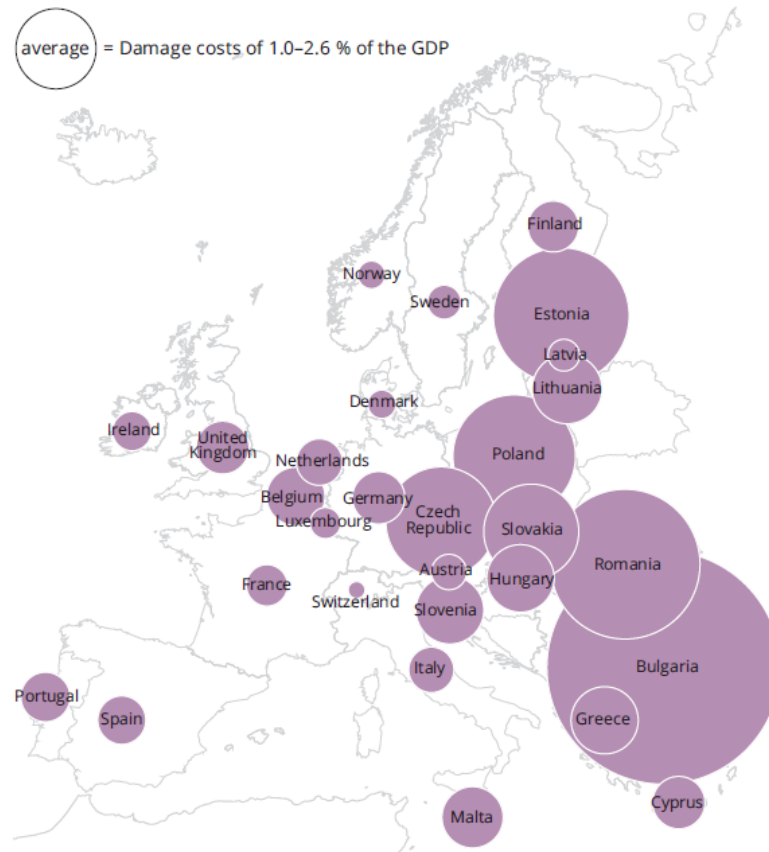 average = Damage costs of 1.0–2.6 % of the GDP
Finland
Norway
Sweden
Estonia
Latvia
Lithuania
Denmark
Ireland
United
Kingdom
Netherlands
Poland
Belgium
Germany
Czech
Republic
Luxembourg
Slovakia
Romania
Austria
Hungary
France
Switzerland
Slovenia
Italy
Bulgaria
Portugal
Spain
Greece
Cyprus
Malta